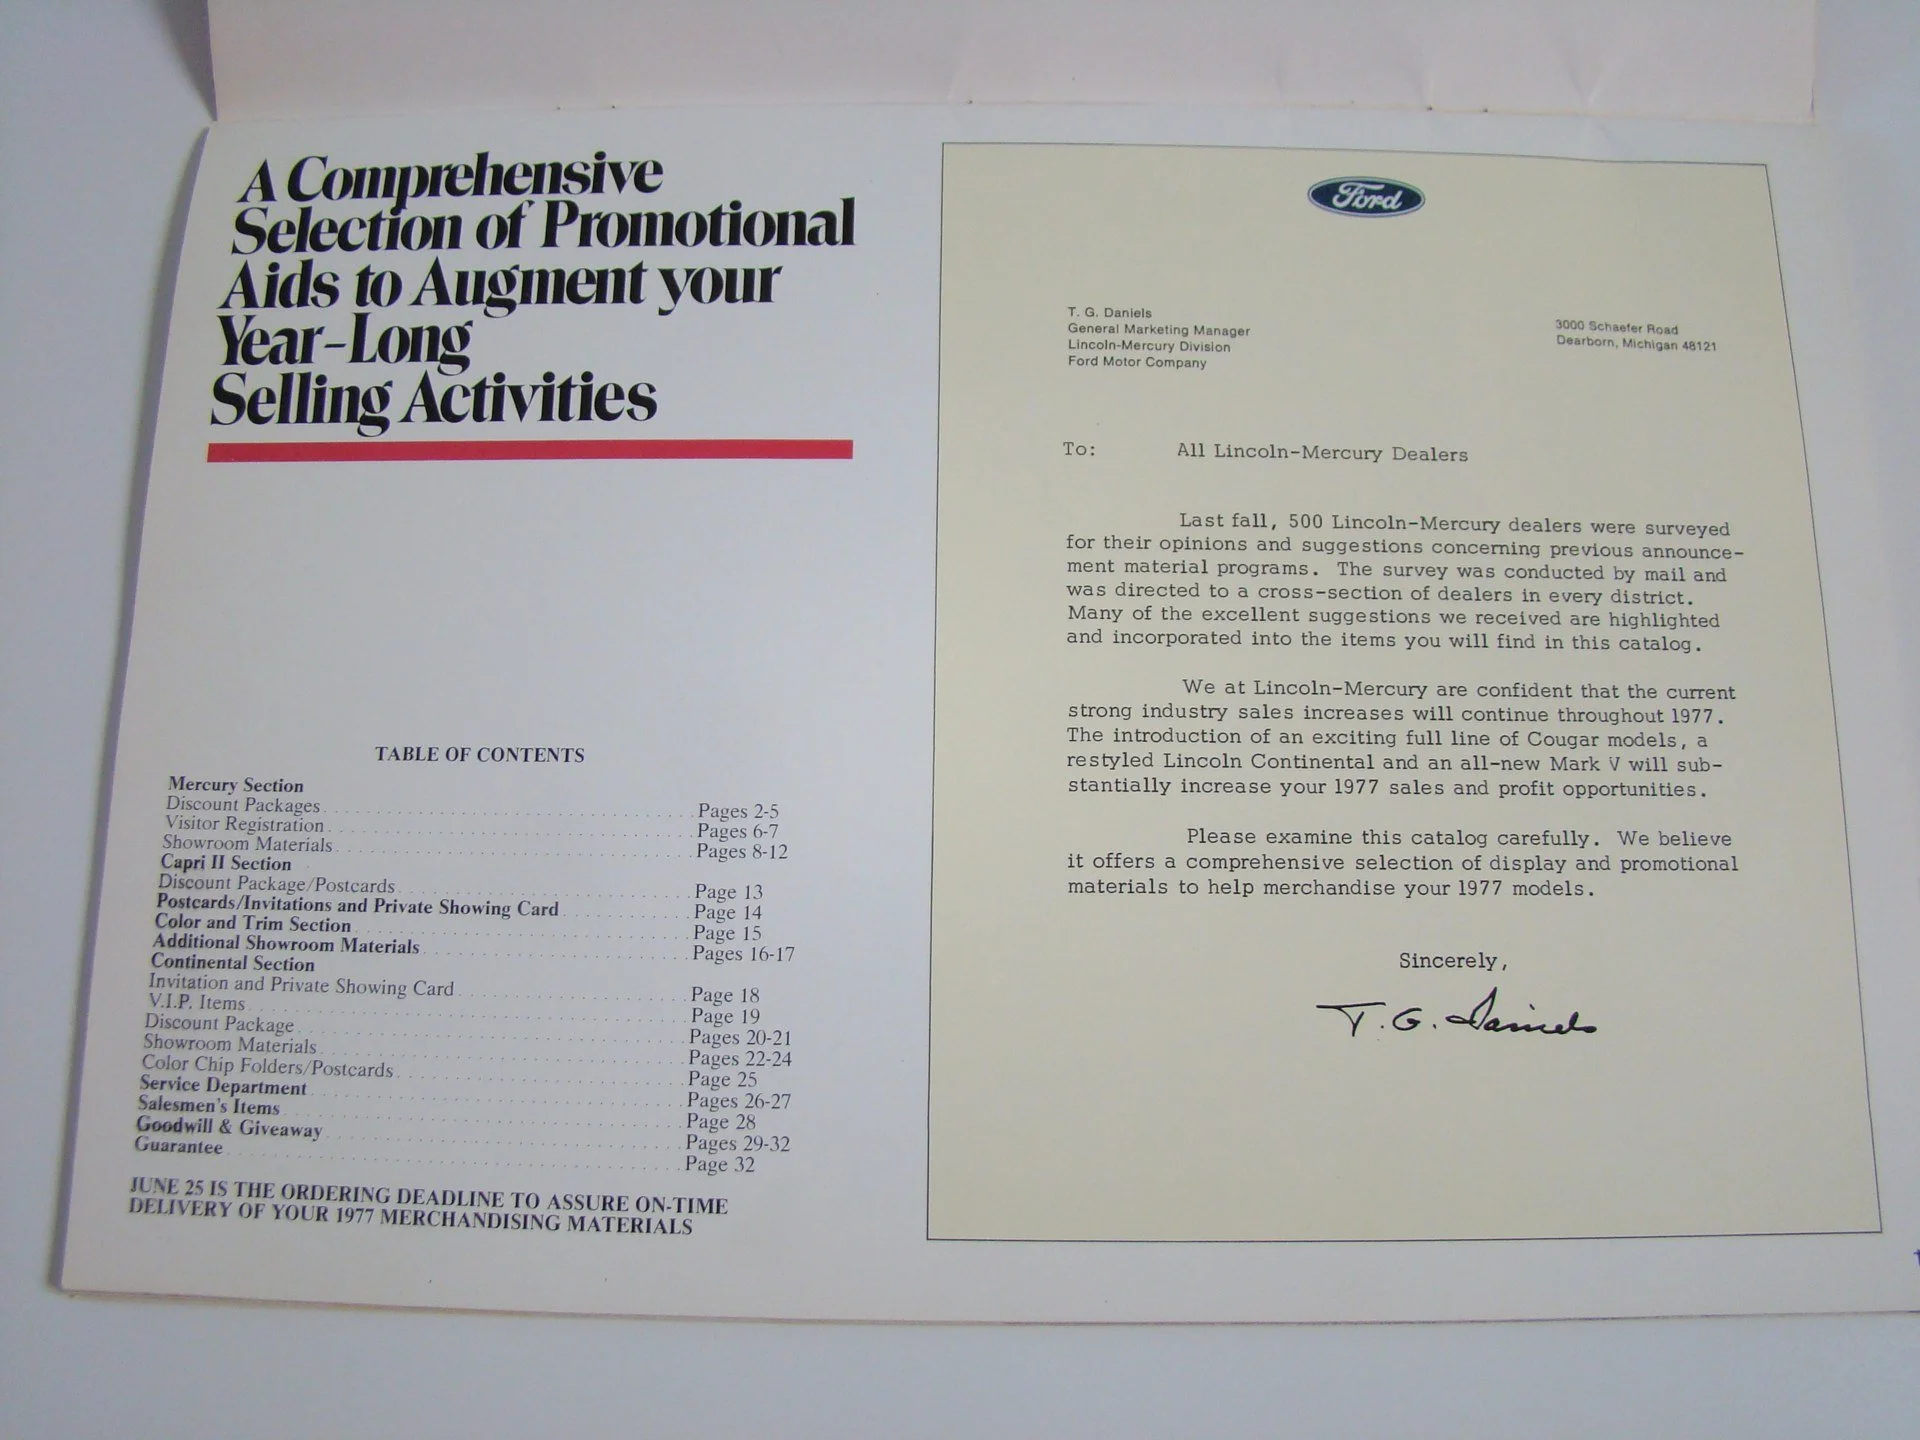 A Comprehensive
Selection of Promotional
Aids to Augment your
Year-Long
Selling Activities
TABLE OF CONTENTS
Mercury Section
Discount Packages Pages 2-5
Visitor Registration Pages 6-7
Showroom Materials Pages 8-12
Capri II Section
Discount Package/Postcards Page 13
Postcards/Invitations and Private Showing Card Page 14
Color and Trim Section Page 15
Additional Showroom Materials Pages 16-17
Continental Section
Invitation and Private Showing Card Page 18
V.I.P. Items Page 19
Discount Package Pages 20-21
Showroom Materials Pages 22-24
Color Chip Folders/Postcards Page 25
Service Department Pages 26-27
Salesmen's Items Page 28
Goodwill & Giveaway Pages 29-32
Guarantee Page 32
JUNE 25 IS THE ORDERING DEADLINE TO ASSURE ON-TIME
DELIVERY OF YOUR 1977 MERCHANDISING MATERIALS
Ford
T. G. Daniels
General Marketing Manager
Lincoln-Mercury Division
Ford Motor Company
3000 Schaefer Road
Dearborn, Michigan 48121
To: All Lincoln-Mercury Dealers
Last fall, 500 Lincoln-Mercury dealers were surveyed
for their opinions and suggestions concerning previous announce-
ment material programs. The survey was conducted by mail and
was directed to a cross-section of dealers in every district.
Many of the excellent suggestions we received are highlighted
and incorporated into the items you will find in this catalog.
We at Lincoln-Mercury are confident that the current
strong industry sales increases will continue throughout 1977.
The introduction of an exciting full line of Cougar models, a
restyled Lincoln Continental and an all-new Mark V will sub-
stantially increase your 1977 sales and profit opportunities.
Please examine this catalog carefully. We believe
it offers a comprehensive selection of display and promotional
materials to help merchandise your 1977 models.
Sincerely,
T. G. Daniels